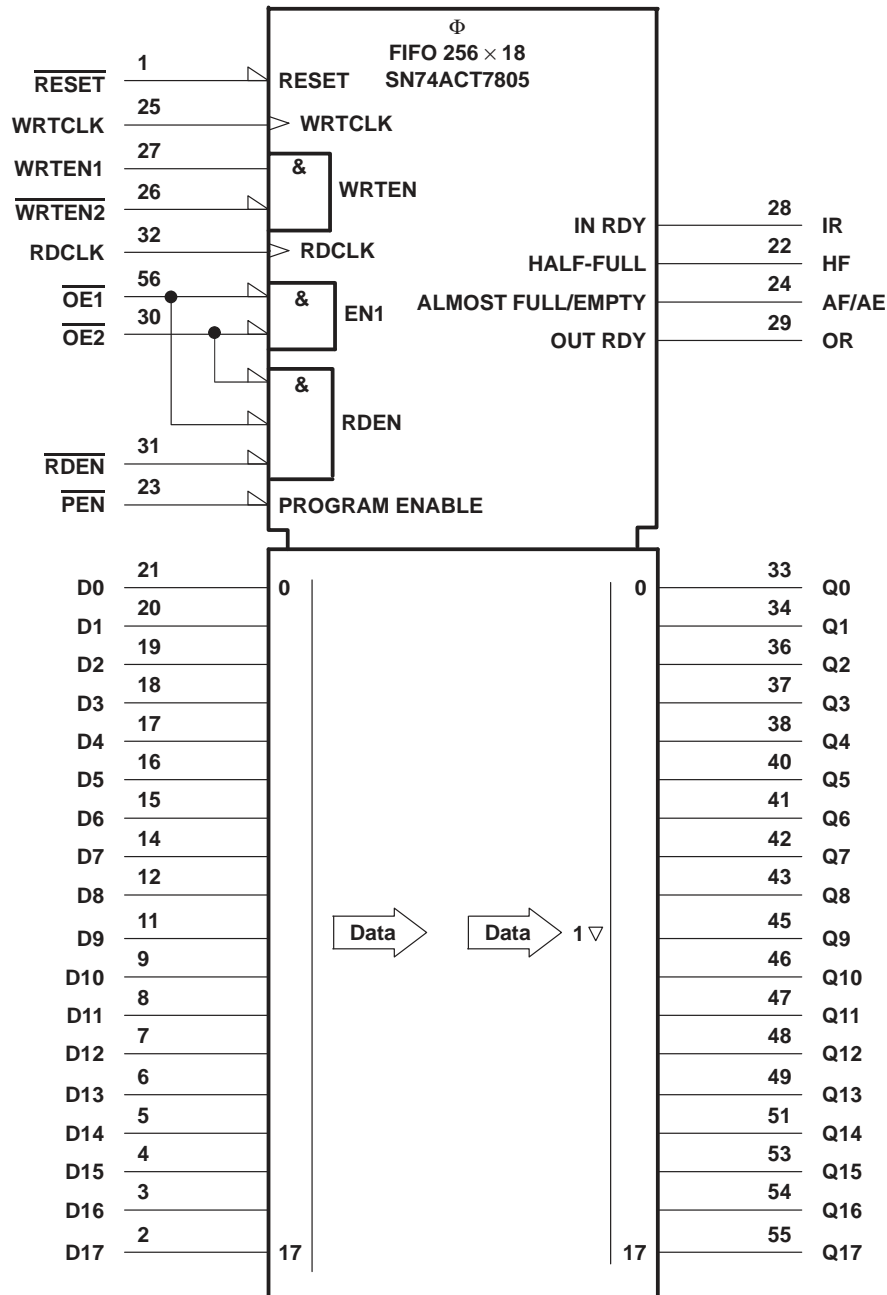 Φ
FIFO 256 × 18
SN74ACT7805
RESET 1 RESET
WRTCLK 25 WRTCLK
WRTEN1 27 &
WRTEN
WRTEN2 26
RDCLK 32 RDCLK
OE1 56 &
EN1
OE2 30
&
RDEN
RDEN 31
PEN 23 PROGRAM ENABLE
IN RDY 28 IR
HALF-FULL 22 HF
ALMOST FULL/EMPTY 24 AF/AE
OUT RDY 29 OR
D0 21 0 0 33 Q0
D1 20 34 Q1
D2 19 36 Q2
D3 18 37 Q3
D4 17 38 Q4
D5 16 40 Q5
D6 15 41 Q6
D7 14 42 Q7
D8 12 43 Q8
D9 11 Data Data 1 ▽ 45 Q9
D10 9 46 Q10
D11 8 47 Q11
D12 7 48 Q12
D13 6 49 Q13
D14 5 51 Q14
D15 4 53 Q15
D16 3 54 Q16
D17 2 17 17 55 Q17